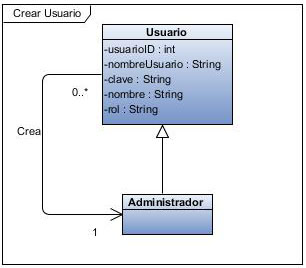 Crear Usuario
Usuario
-usuarioID : int
-nombreUsuario : String
-clave : String
-nombre : String
-rol : String
0..*
Crea
Administrador
1